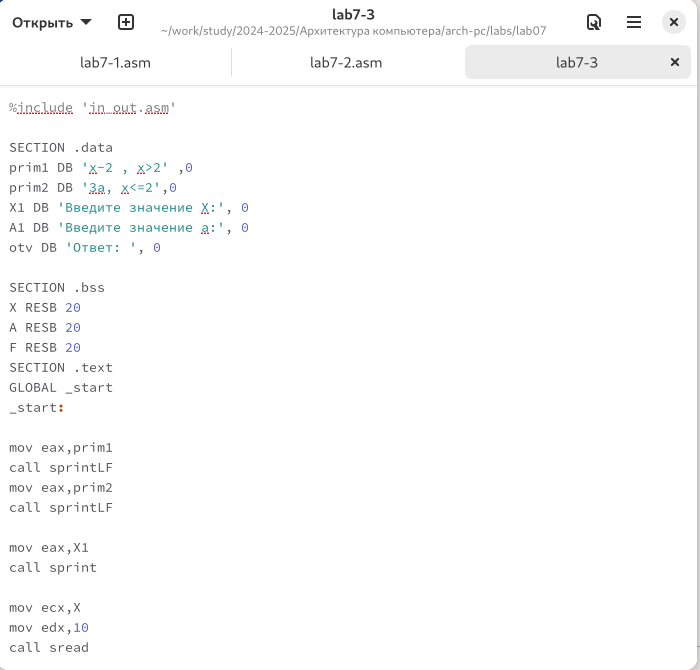 Открыть
lab7-3
~/work/study/2024-2025/Архитектура компьютера/arch-pc/labs/lab07
lab7-1.asm
lab7-2.asm
lab7-3
%include 'in_out.asm'
SECTION .data
prim1 DB 'x-2 , x>2' ,0
prim2 DB '3a, x<=2',0
X1 DB 'Введите значение X:', 0
A1 DB 'Введите значение a:', 0
otv DB 'Ответ: ', 0
SECTION .bss
X RESB 20
A RESB 20
F RESB 20
SECTION .text
GLOBAL _start
_start:
mov eax,prim1
call sprintLF
mov eax,prim2
call sprintLF
mov eax,X1
call sprint
mov ecx,X
mov edx,10
call sread